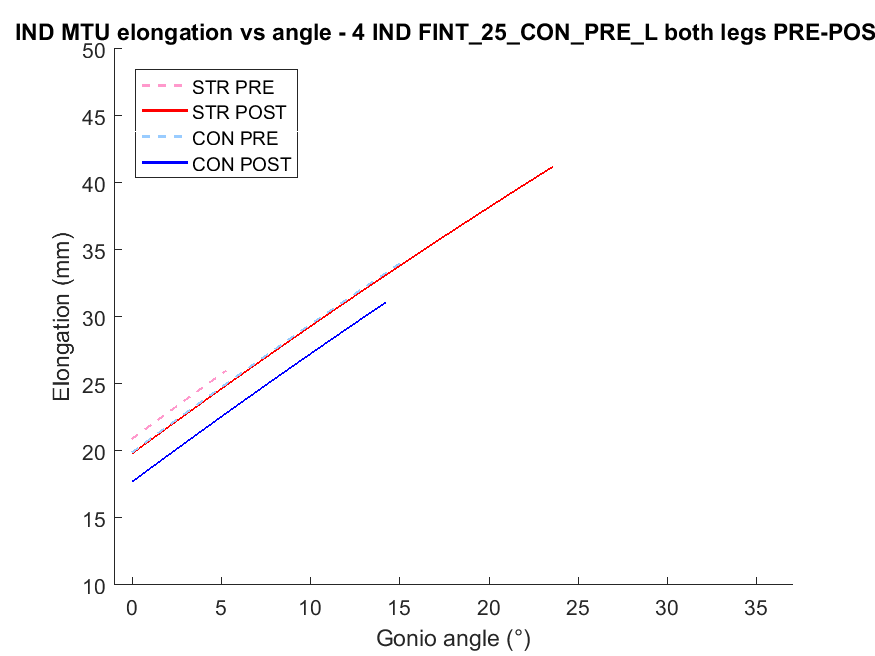 IND MTU elongation vs angle - 4 IND FINT_25_CON_PRE_L both legs PRE-POS
50
45
40
35
30
25
20
15
10
STR PRE
STR POST
CON PRE
CON POST
Elongation (mm)
0 5 10 15 20 25 30 35
Gonio angle (°)